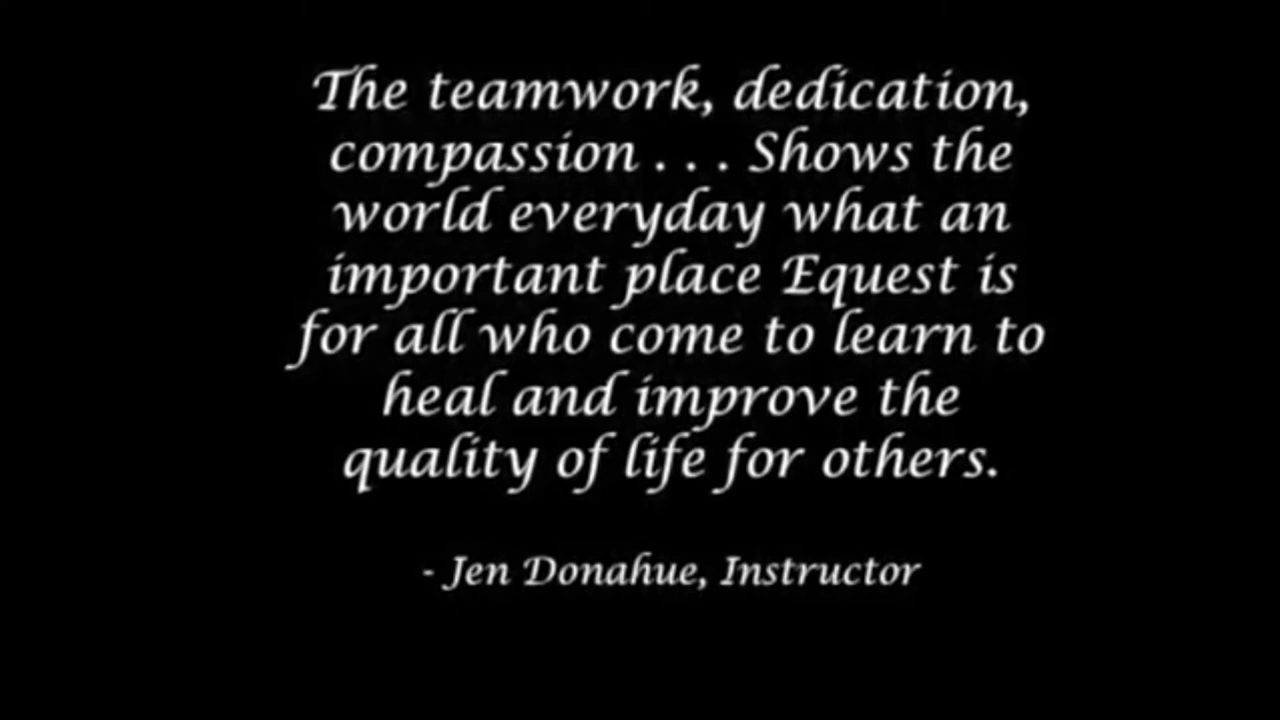 The teamwork, dedication,
compassion . . . Shows the
world everyday what an
important place Equest is
for all who come to learn to
heal and improve the
quality of life for others.
- Jen Donahue, Instructor